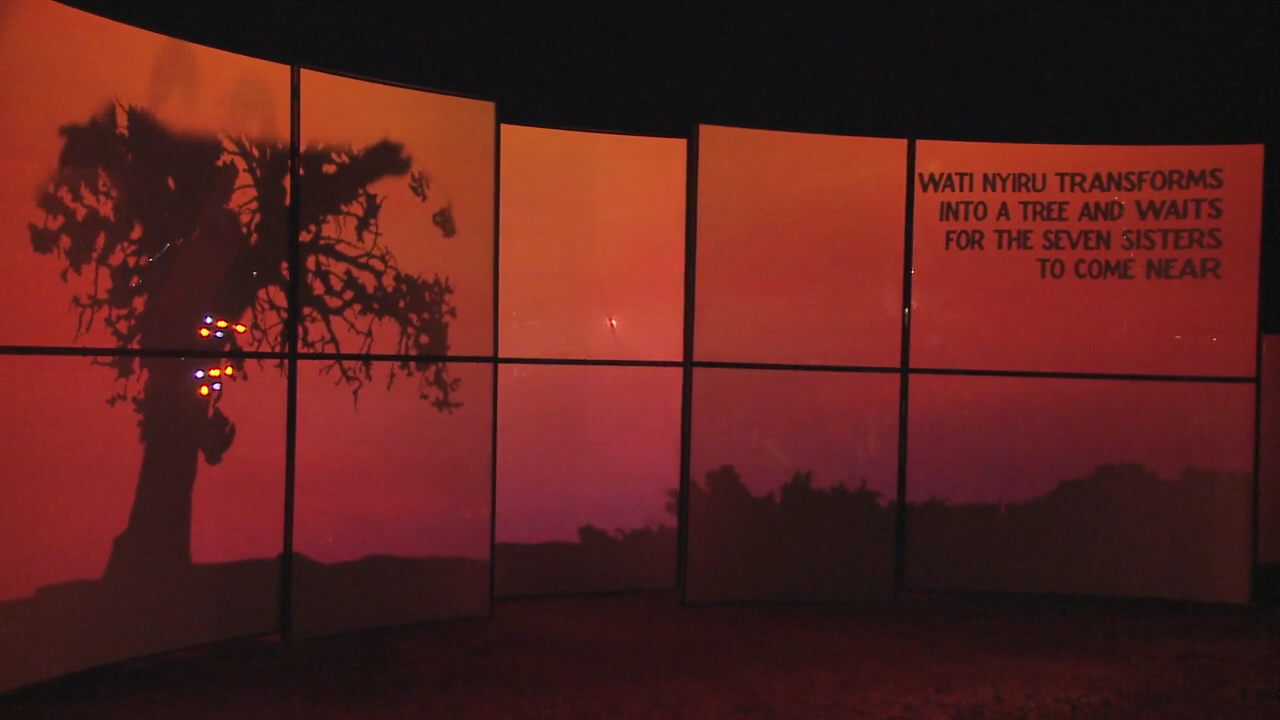 WATI NYIRU TRANSFORMS
INTO A TREE AND WAITS
FOR THE SEVEN SISTERS
TO COME NEAR